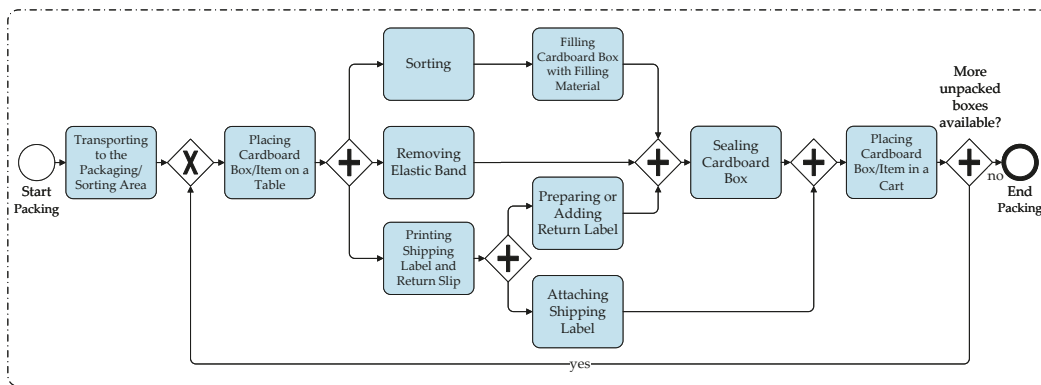 Start
Packing
Transporting
to the
Packaging/
Sorting Area
X
Placing
Cardboard
Box/Item on a
Table
Sorting
Filling
Cardboard Box
with Filling
Material
Removing
Elastic Band
Printing
Shipping
Label and
Return Slip
Preparing or
Adding
Return Label
Attaching
Shipping
Label
Sealing
Cardboard
Box
Placing
Cardboard
Box/Item in a
Cart
More
unpacked
boxes
available?
no
End
Packing
yes